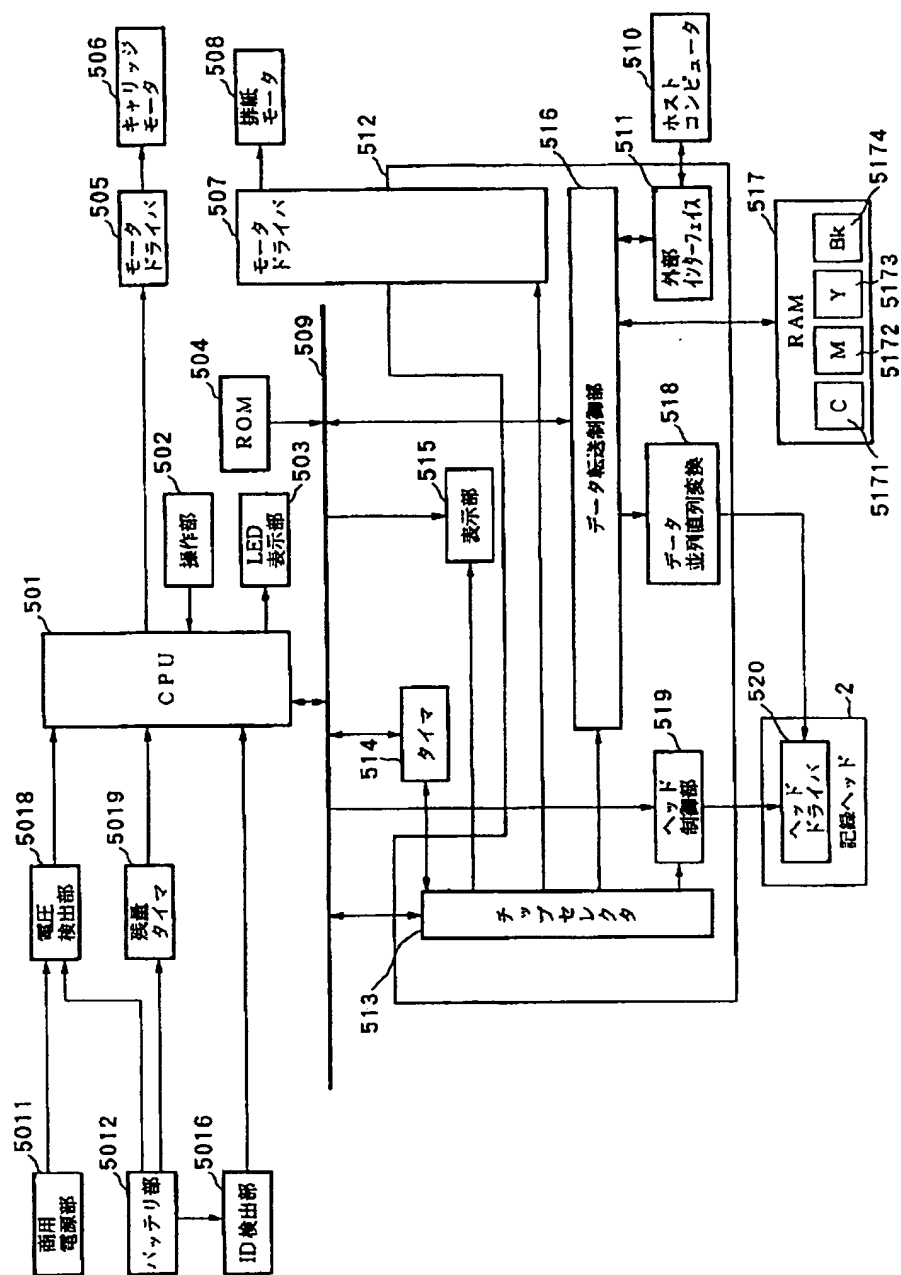 5011
商用
電源部
5012
バッテリ部
5016
ID検出部
5018
電圧
検出部
5019
残量
タイマ
501
CPU
502
操作部
503
LED
表示部
504
ROM
505
モータ
ドライバ
506
キャリッジ
モータ
507
モータ
ドライバ
508
排紙
モータ
509
512
513
チップセレクタ
514
タイマ
515
表示部
516
データ転送制御部
511
外部
インターフェイス
510
ホスト
コンピュータ
519
ヘッド
制御部
518
データ
並列直列変換
517
RAM
C
M
Y
Bk
5171
5172
5173
5174
2
520
ヘッド
ドライバ
記録ヘッド